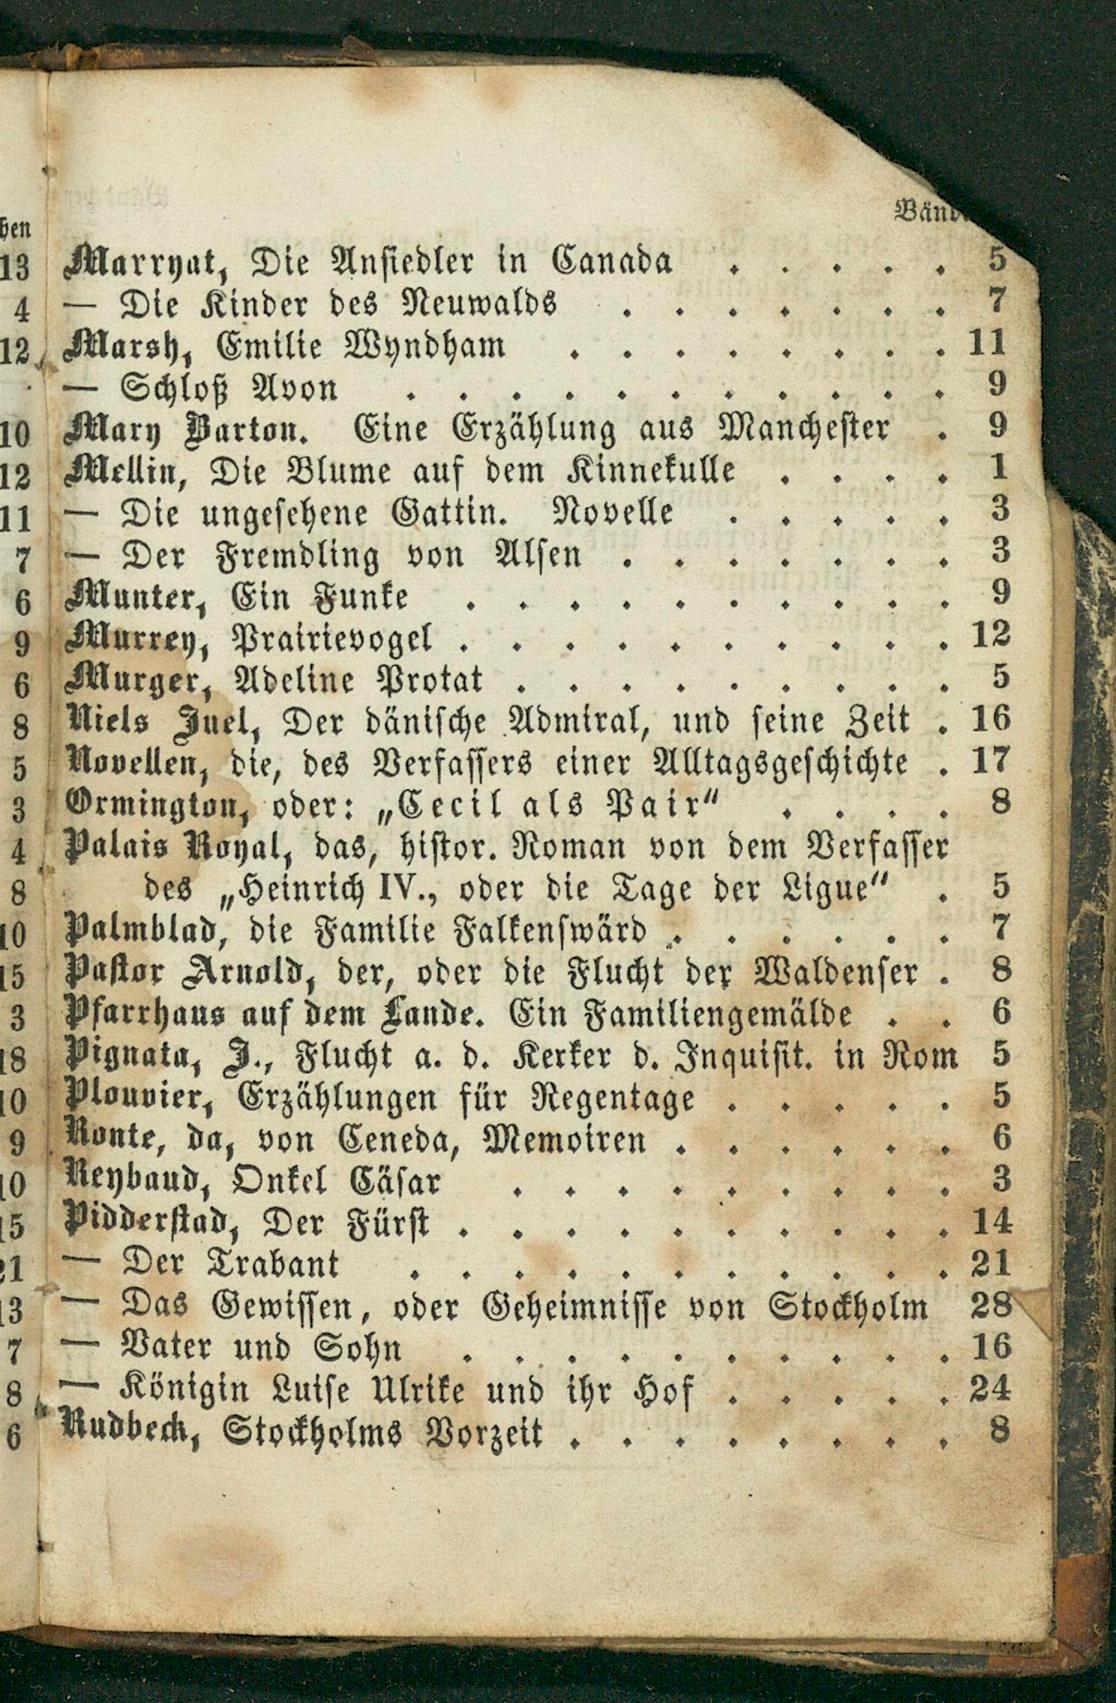 Bänd
Marryat, Die Ansiedler in Canada . . . . . 5
— Die Kinder des Neuwalds . . . . . . . 7
Marsh, Emilie Wyndham . . . . . . . . 11
— Schloß Avon . . . . . . . . . . . 9
Mary Barton. Eine Erzählung aus Manchester . 9
Mellin, Die Blume auf dem Kinnekulle . . . . 1
— Die ungesehene Gattin. Novelle . . . . . 3
— Der Fremdling von Alsen . . . . . . . 3
Munter, Ein Funke . . . . . . . . . . 9
Murrey, Prairievogel . . . . . . . . . . 12
Murger, Adeline Protat . . . . . . . . . 5
Niels Juel, Der dänische Admiral, und seine Zeit . 16
Novellen, die, des Verfassers einer Alltagsgeschichte . 17
Ormington, oder: „Cecil als Pair“ . . . . 8
Palais Royal, das, histor. Roman von dem Verfasser
des „Heinrich IV., oder die Tage der Ligue“ . 5
Palmblad, die Familie Falkenswärd . . . . . . 7
Pastor Arnold, der, oder die Flucht der Waldenser . 8
Pfarrhaus auf dem Lande. Ein Familiengemälde . . 6
Pignata, J., Flucht a. d. Kerker d. Inquisit. in Rom 5
Plouvier, Erzählungen für Regentage . . . . . 5
Ronte, da, von Ceneda, Memoiren . . . . . . 6
Reybaud, Onkel Cäsar . . . . . . . . . 3
Pidderstad, Der Fürst . . . . . . . . . . 14
— Der Trabant . . . . . . . . . . . 21
— Das Gewissen, oder Geheimnisse von Stockholm 28
— Vater und Sohn . . . . . . . . . . 16
— Königin Luise Ulrike und ihr Hof . . . . . 24
Rudbeck, Stockholms Vorzeit . . . . . . . . 8